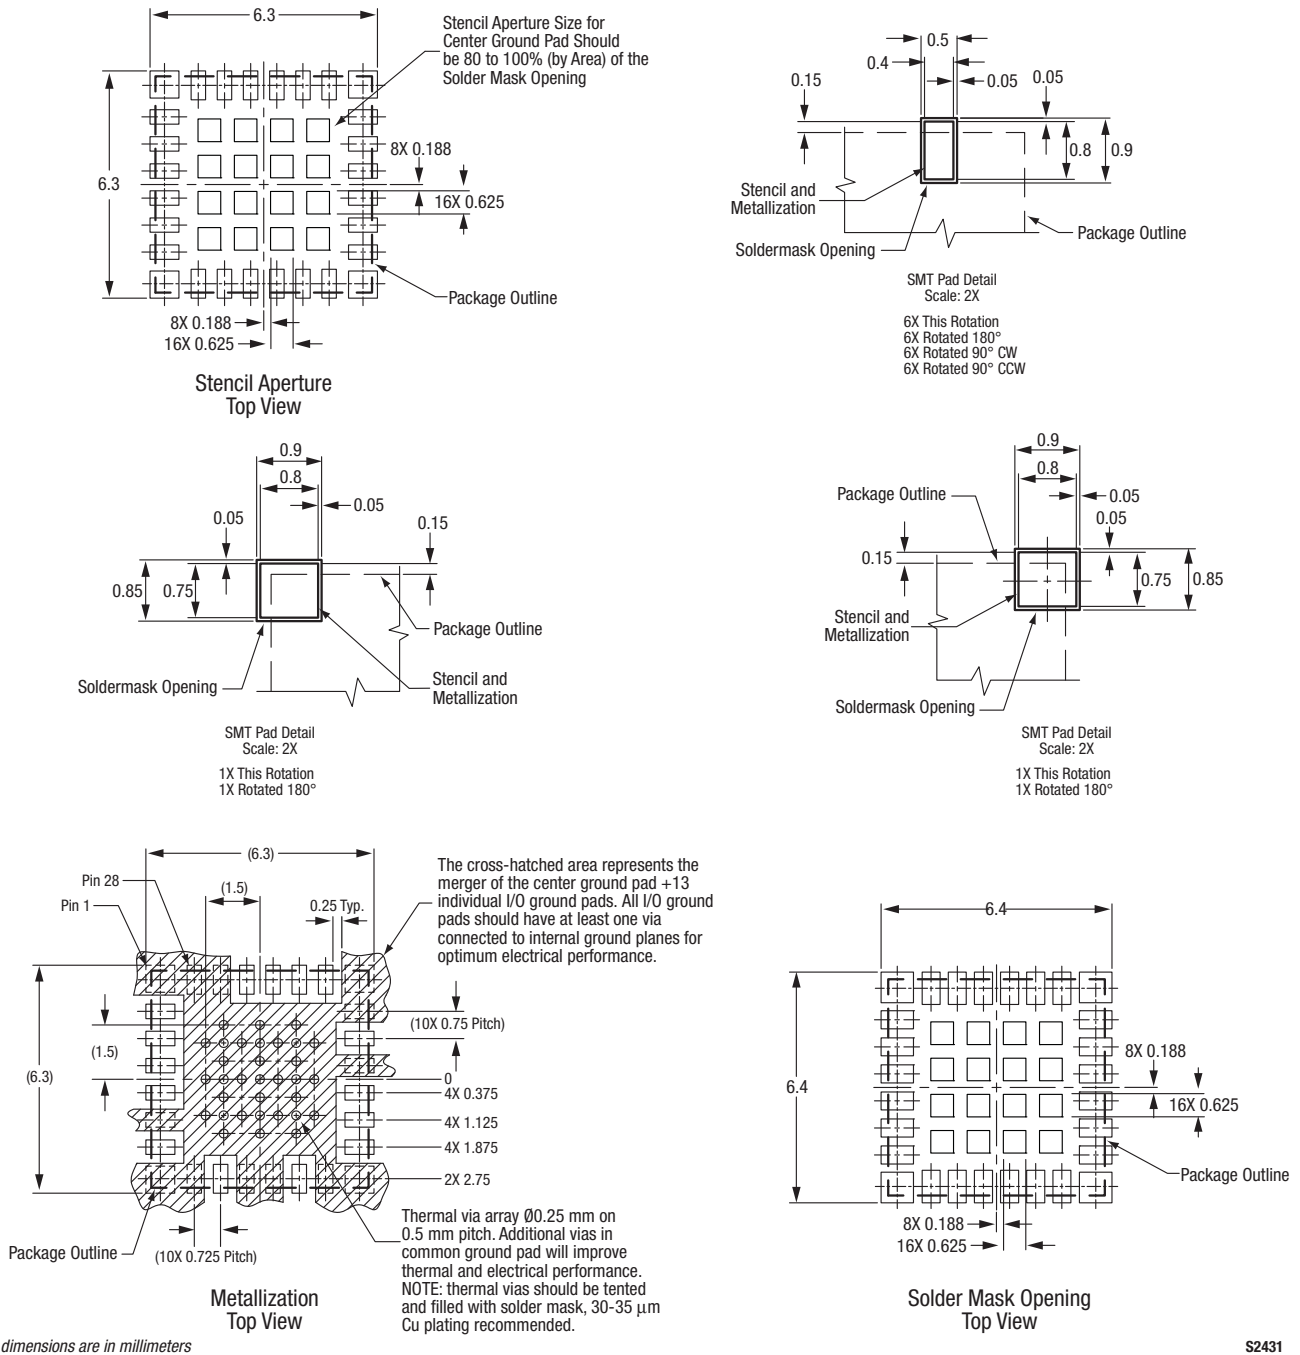 6.3
Stencil Aperture Size for
Center Ground Pad Should
be 80 to 100% (by Area) of the
Solder Mask Opening
6.3
8X 0.188
16X 0.625
Package Outline
8X 0.188
16X 0.625
Stencil Aperture
Top View
0.5
0.4
0.05
0.05
0.15
0.8
0.9
Stencil and
Metallization
Soldermask Opening
Package Outline
SMT Pad Detail
Scale: 2X
6X This Rotation
6X Rotated 180°
6X Rotated 90° CW
6X Rotated 90° CCW
0.9
0.8
0.05
0.05
0.15
0.85
0.75
Package Outline
Soldermask Opening
Stencil and
Metallization
SMT Pad Detail
Scale: 2X
1X This Rotation
1X Rotated 180°
0.9
0.8
Package Outline
0.05
0.05
0.15
0.75
0.85
Stencil and
Metallization
Soldermask Opening
SMT Pad Detail
Scale: 2X
1X This Rotation
1X Rotated 180°
(6.3)
Pin 28
(1.5)
Pin 1
0.25 Typ.
The cross-hatched area represents the
merger of the center ground pad +13
individual I/O ground pads. All I/O ground
pads should have at least one via
connected to internal ground planes for
optimum electrical performance.
(10X 0.75 Pitch)
(1.5)
(6.3)
0
4X 0.375
4X 1.125
4X 1.875
2X 2.75
Package Outline
(10X 0.725 Pitch)
Thermal via array Ø0.25 mm on
0.5 mm pitch. Additional vias in
common ground pad will improve
thermal and electrical performance.
NOTE: thermal vias should be tented
and filled with solder mask, 30-35 μm
Cu plating recommended.
Metallization
Top View
6.4
6.4
8X 0.188
16X 0.625
Package Outline
8X 0.188
16X 0.625
Solder Mask Opening
Top View
dimensions are in millimeters
S2431